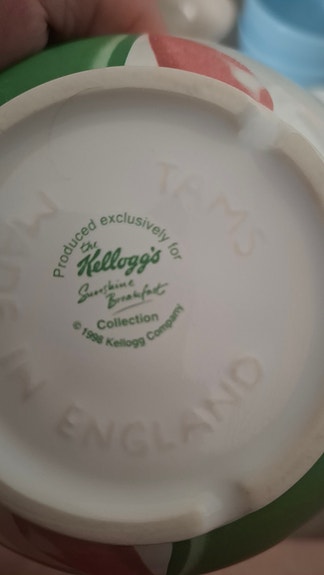 Produced exclusively for
the
Kellogg's
Sunshine
Breakfast
Collection
© 1998 Kellogg Company
TAMS
MADE IN ENGLAND